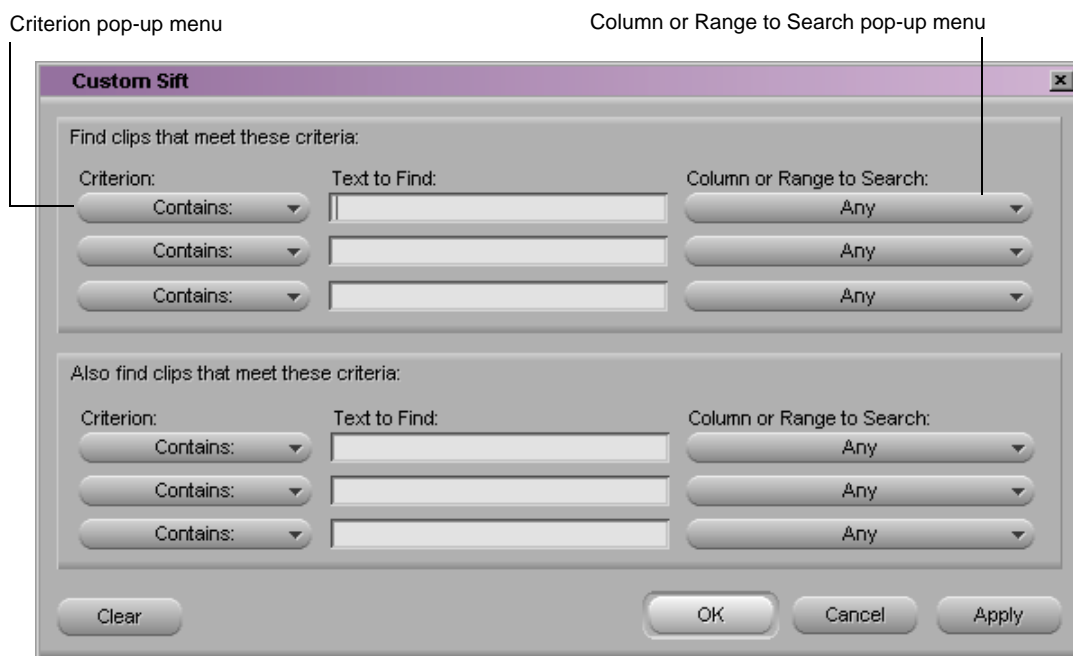 Criterion pop-up menu
Column or Range to Search pop-up menu
Custom Sift
Find clips that meet these criteria:
Criterion: Text to Find: Column or Range to Search:
Contains: Any
Contains: Any
Contains: Any
Also find clips that meet these criteria:
Criterion: Text to Find: Column or Range to Search:
Contains: Any
Contains: Any
Contains: Any
Clear OK Cancel Apply